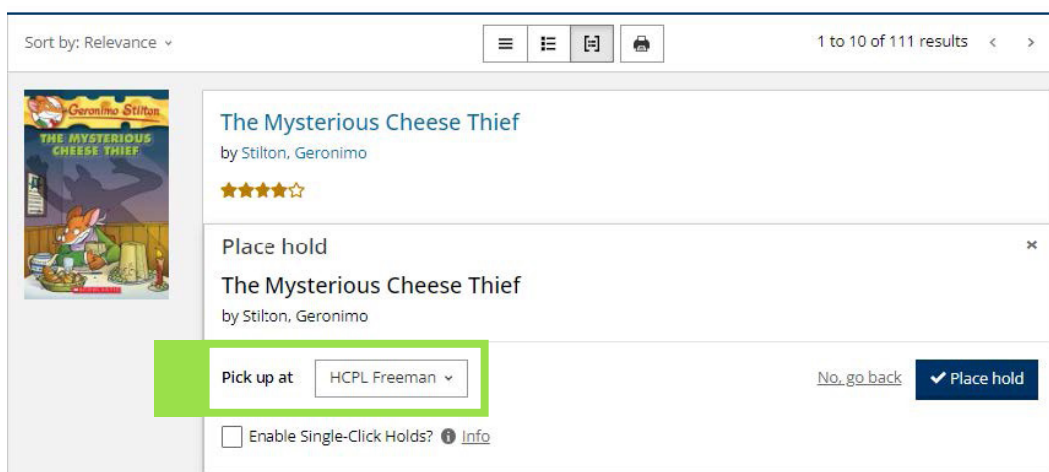 Sort by: Relevance
1 to 10 of 111 results
Geronimo Stilton
THE MYSTERIOUS
CHEESE THIEF
SCHOLASTIC
The Mysterious Cheese Thief
by Stilton, Geronimo
Place hold
The Mysterious Cheese Thief
by Stilton, Geronimo
Pick up at HCPL Freeman
No, go back Place hold
Enable Single-Click Holds? Info